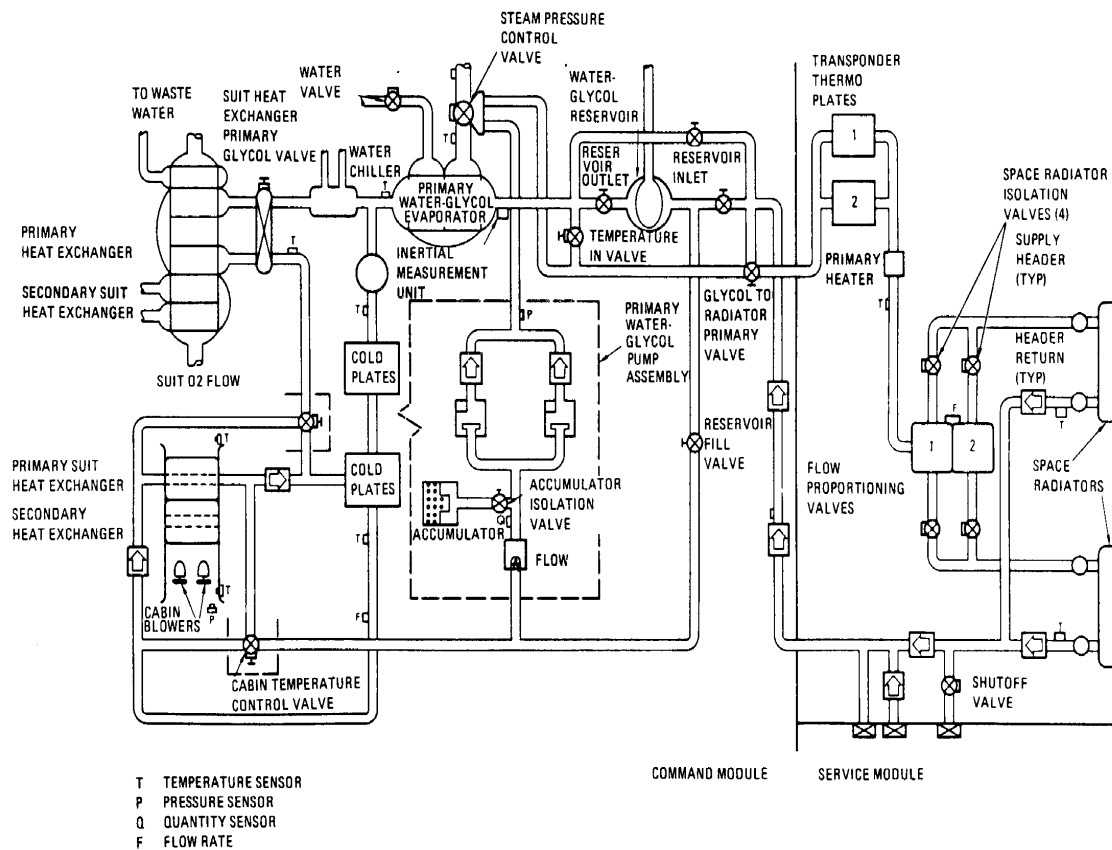 STEAM PRESSURE
CONTROL
VALVE
WATER
VALVE
WATER-
GLYCOL
RESERVOIR
TRANSPONDER
THERMO
PLATES
TO WASTE
WATER
SUIT HEAT
EXCHANGER
PRIMARY
GLYCOL VALVE
WATER
CHILLER
T
T
RESER
VOIR
OUTLET
RESERVOIR
INLET
1
2
SPACE RADIATOR
ISOLATION
VALVES (4)
PRIMARY
WATER-GLYCOL
EVAPORATOR
PRIMARY
HEAT EXCHANGER
T
INERTIAL
MEASUREMENT
UNIT
TEMPERATURE
IN VALVE
PRIMARY
HEATER
SUPPLY
HEADER
(TYP)
SECONDARY SUIT
HEAT EXCHANGER
T
P
PRIMARY
WATER-
GLYCOL
PUMP
ASSEMBLY
GLYCOL TO
RADIATOR
PRIMARY
VALVE
T
HEADER
RETURN
(TYP)
SUIT O2 FLOW
COLD
PLATES
T
F
T
1
2
PRIMARY SUIT
HEAT EXCHANGER
COLD
PLATES
RESERVOIR
FILL
VALVE
FLOW
PROPORTIONING
VALVES
SPACE
RADIATORS
SECONDARY
HEAT EXCHANGER
ACCUMULATOR
ISOLATION
VALVE
Q
ACCUMULATOR
T
FLOW
T
P
F
CABIN
BLOWERS
T
CABIN TEMPERATURE
CONTROL VALVE
SHUTOFF
VALVE
COMMAND MODULE
SERVICE MODULE
T TEMPERATURE SENSOR
P PRESSURE SENSOR
Q QUANTITY SENSOR
F FLOW RATE